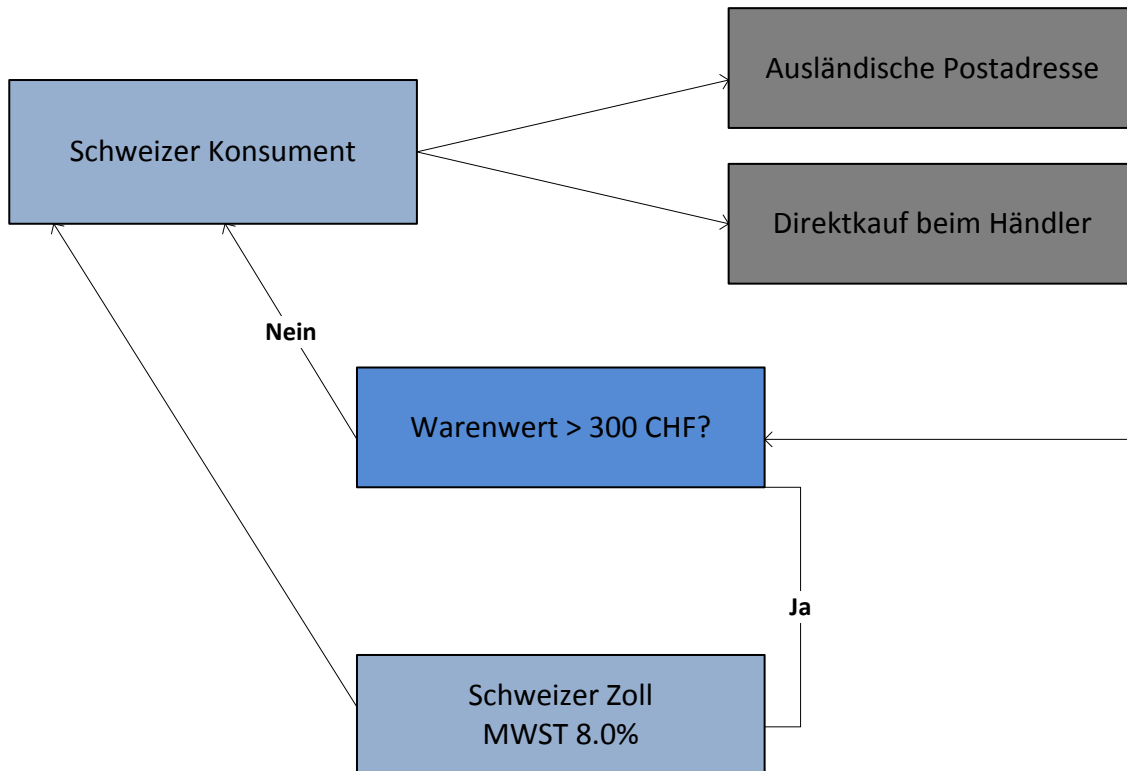 Ausländische Postadresse
Schweizer Konsument
Direktkauf beim Händler
Nein
Warenwert > 300 CHF?
Ja
Schweizer Zoll
MWST 8.0%